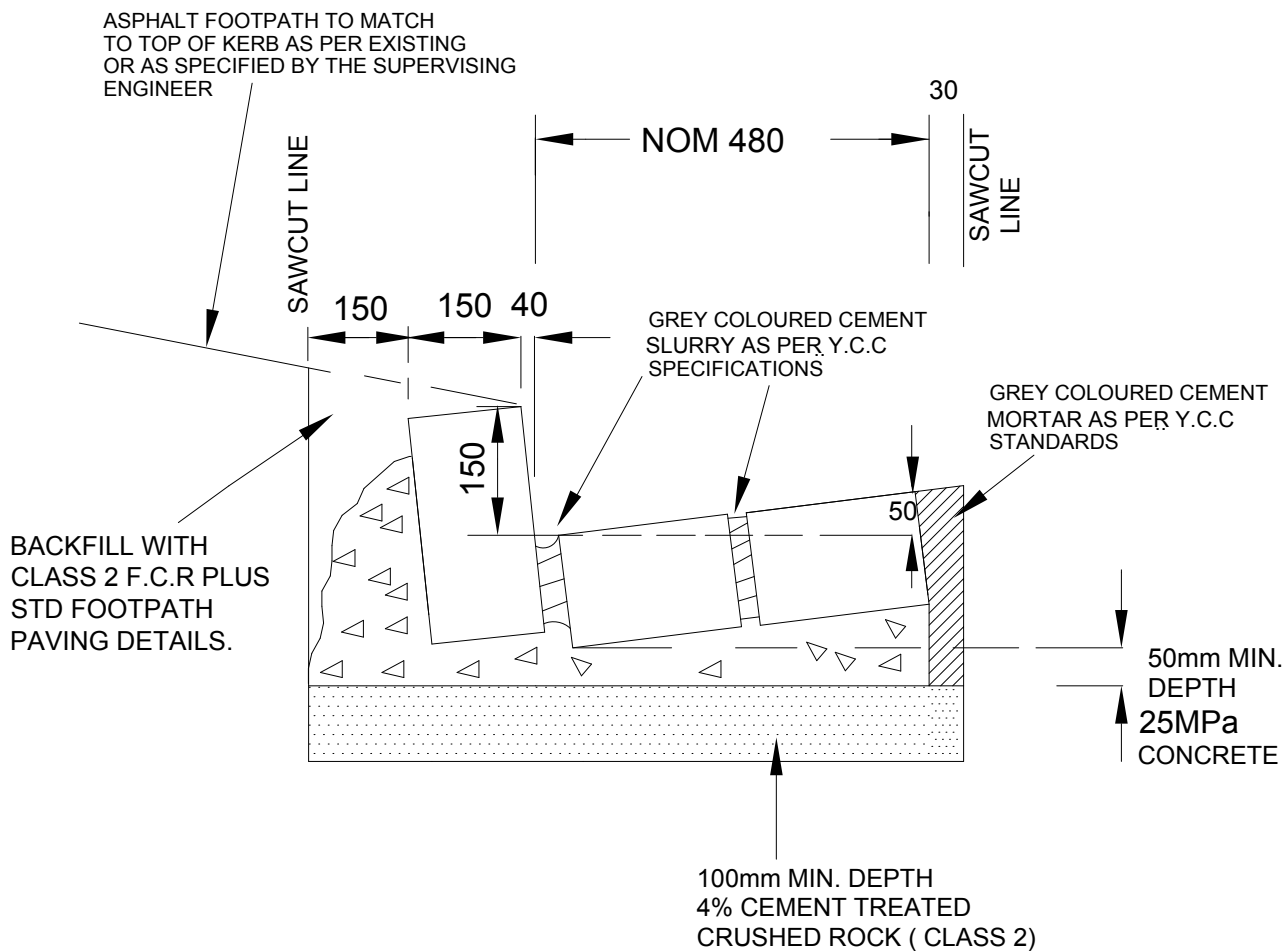 ASPHALT FOOTPATH TO MATCH
TO TOP OF KERB AS PER EXISTING
OR AS SPECIFIED BY THE SUPERVISING
ENGINEER
30
NOM 480
SAWCUT LINE
SAWCUT
LINE
150
150
40
GREY COLOURED CEMENT
SLURRY AS PER Y.C.C
SPECIFICATIONS
GREY COLOURED CEMENT
MORTAR AS PER Y.C.C
STANDARDS
150
50
BACKFILL WITH
CLASS 2 F.C.R PLUS
STD FOOTPATH
PAVING DETAILS.
50mm MIN.
DEPTH
25MPa
CONCRETE
100mm MIN. DEPTH
4% CEMENT TREATED
CRUSHED ROCK ( CLASS 2)